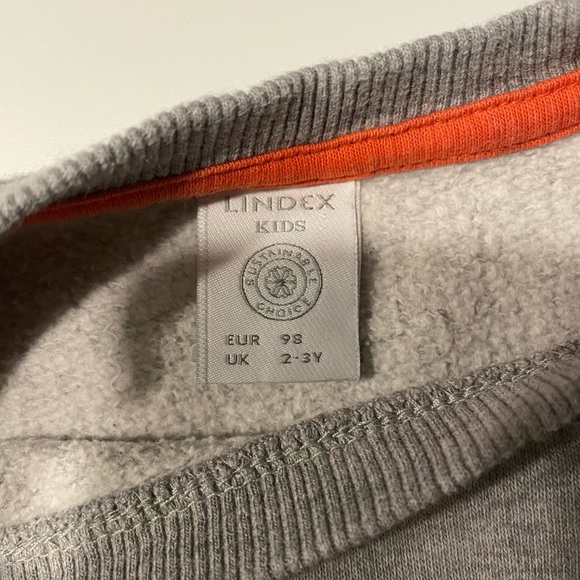 LINDEX
KIDS
SUSTAINABLE
CHOICE
EUR 98
UK 2-3Y